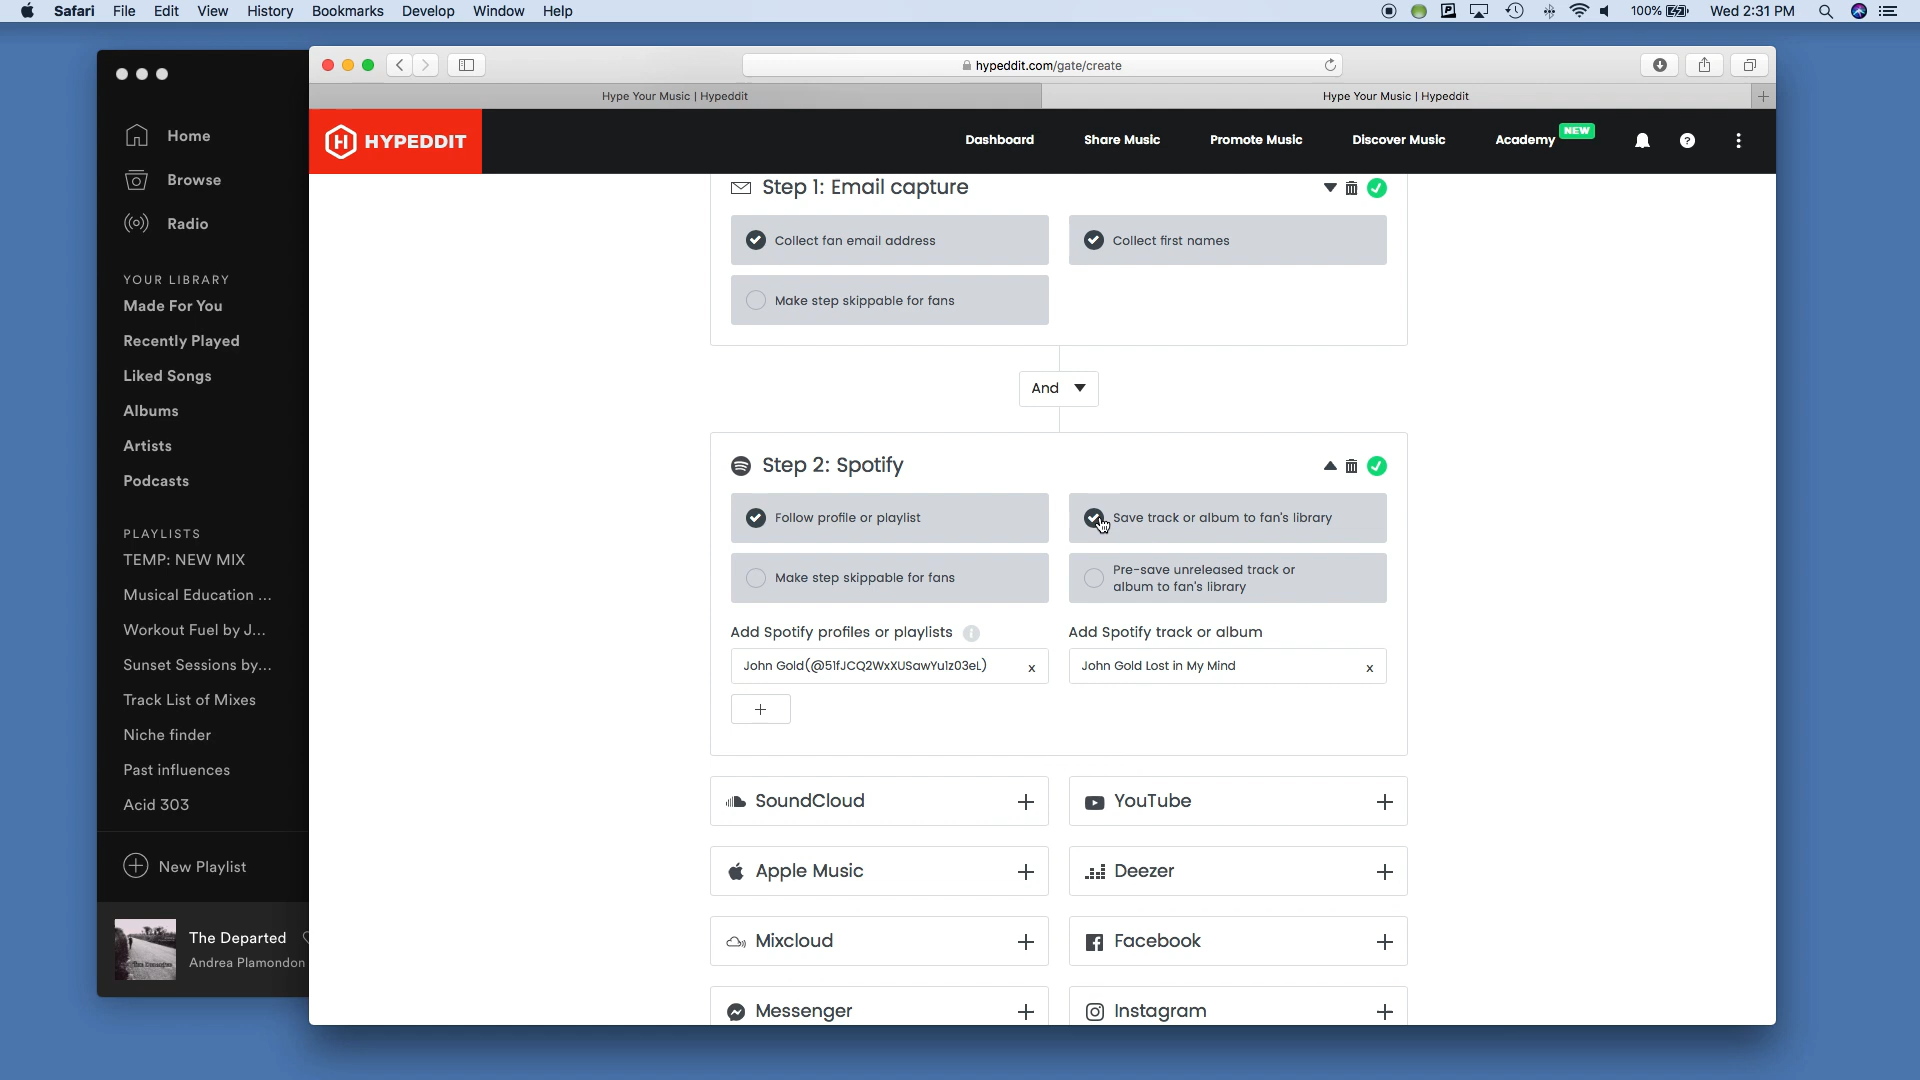 Safari File Edit View History Bookmarks Develop Window Help
100% Wed 2:31 PM
Home
Browse
Radio
YOUR LIBRARY
Made For You
Recently Played
Liked Songs
Albums
Artists
Podcasts
PLAYLISTS
TEMP: NEW MIX
Musical Education ...
Workout Fuel by J...
Sunset Sessions by...
Track List of Mixes
Niche finder
Past influences
Acid 303
New Playlist
The Departed
Andrea Plamondon
hypeddit.com/gate/create
Hype Your Music | Hypeddit
Hype Your Music | Hypeddit
HYPEDDIT
Dashboard Share Music Promote Music Discover Music Academy NEW
Step 1: Email capture
Collect fan email address
Collect first names
Make step skippable for fans
And
Step 2: Spotify
Follow profile or playlist
Save track or album to fan's library
Make step skippable for fans
Pre-save unreleased track or
album to fan's library
Add Spotify profiles or playlists i
Add Spotify track or album
John Gold(@51fJCQ2WxXUSawYu1z03eL) x
John Gold Lost in My Mind x
+
SoundCloud +
YouTube +
Apple Music +
Deezer +
Mixcloud +
Facebook +
Messenger +
Instagram +